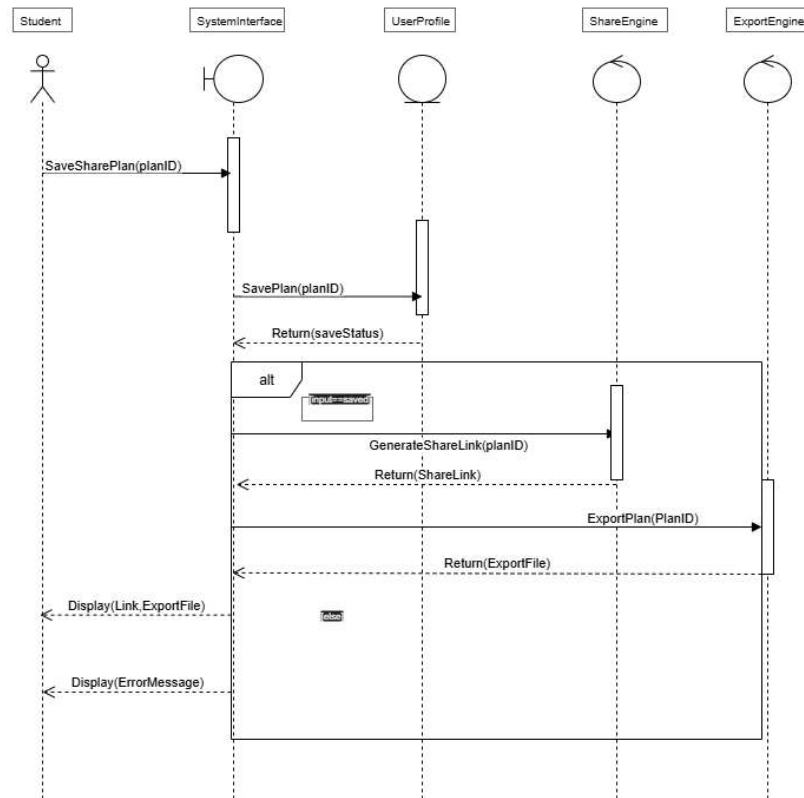 Student
SystemInterface
UserProfile
ShareEngine
ExportEngine
SaveSharePlan(planID)
SavePlan(planID)
Return(saveStatus)
alt
[input==saved]
GenerateShareLink(planID)
Return(ShareLink)
ExportPlan(PlanID)
Return(ExportFile)
Display(Link,ExportFile)
[else]
Display(ErrorMessage)